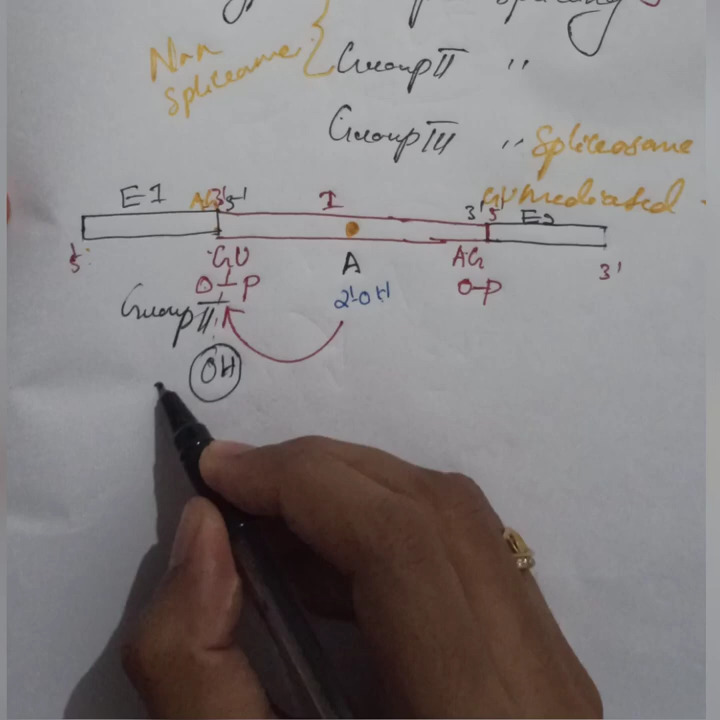 Non
Spliceosome
Group II "
Group III " Spliceosome
mediated
E1 AG 3' 5' I 3' 5' GU E2
5' GU A AG 3'
O-P 2'-OH O-P
Group II
OH